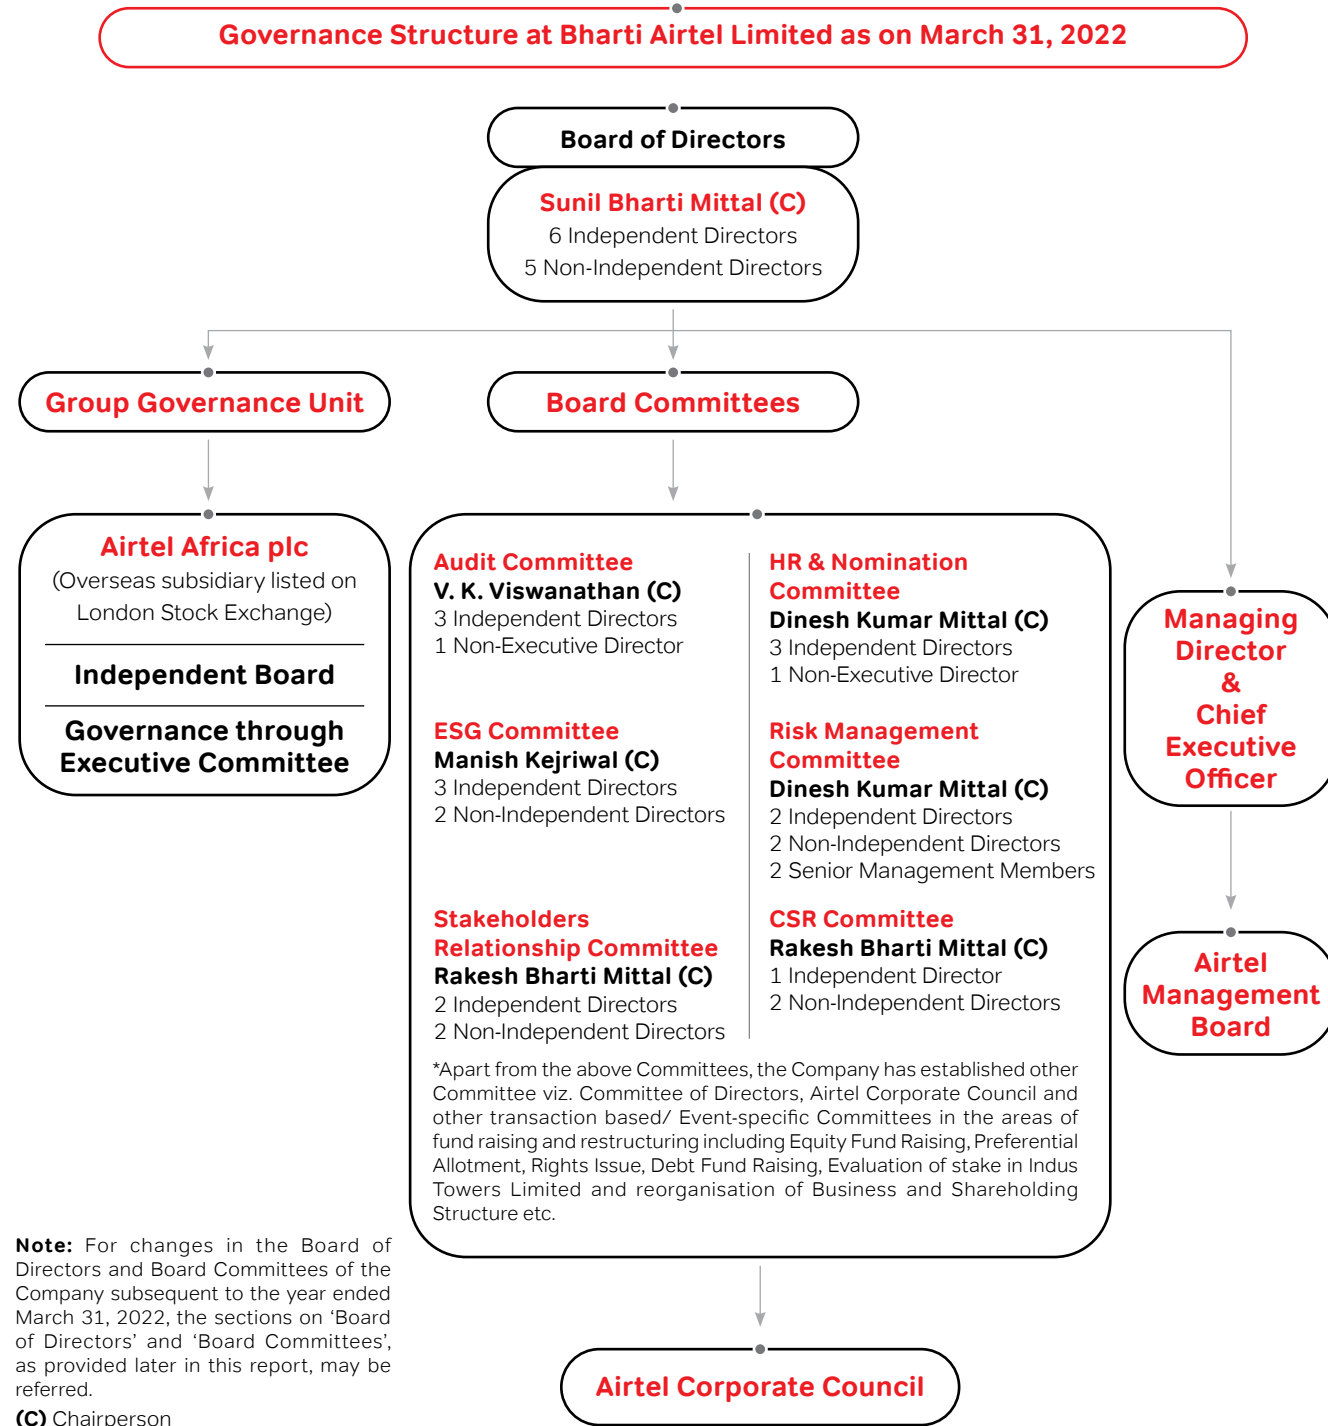 Governance Structure at Bharti Airtel Limited as on March 31, 2022
Board of Directors
Sunil Bharti Mittal (C)
6 Independent Directors
5 Non-Independent Directors
Group Governance Unit
Board Committees
Airtel Africa plc
(Overseas subsidiary listed on
London Stock Exchange)
Independent Board
Governance through
Executive Committee
Audit Committee
V. K. Viswanathan (C)
3 Independent Directors
1 Non-Executive Director
HR & Nomination
Committee
Dinesh Kumar Mittal (C)
3 Independent Directors
1 Non-Executive Director
ESG Committee
Manish Kejriwal (C)
3 Independent Directors
2 Non-Independent Directors
Risk Management
Committee
Dinesh Kumar Mittal (C)
2 Independent Directors
2 Non-Independent Directors
2 Senior Management Members
Stakeholders
Relationship Committee
Rakesh Bharti Mittal (C)
2 Independent Directors
2 Non-Independent Directors
CSR Committee
Rakesh Bharti Mittal (C)
1 Independent Director
2 Non-Independent Directors
*Apart from the above Committees, the Company has established other
Committee viz. Committee of Directors, Airtel Corporate Council and
other transaction based/ Event-specific Committees in the areas of
fund raising and restructuring including Equity Fund Raising, Preferential
Allotment, Rights Issue, Debt Fund Raising, Evaluation of stake in Indus
Towers Limited and reorganisation of Business and Shareholding
Structure etc.
Managing
Director
&
Chief
Executive
Officer
Airtel
Management
Board
Airtel Corporate Council
Note: For changes in the Board of
Directors and Board Committees of the
Company subsequent to the year ended
March 31, 2022, the sections on ‘Board
of Directors’ and ‘Board Committees’,
as provided later in this report, may be
referred.
(C) Chairperson